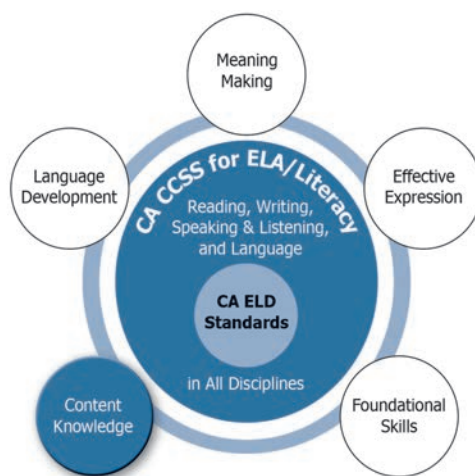 Meaning
Making
Language
Development
Effective
Expression
CA CCSS for ELA/Literacy
Reading, Writing,
Speaking & Listening,
and Language
CA ELD
Standards
in All Disciplines
Content
Knowledge
Foundational
Skills